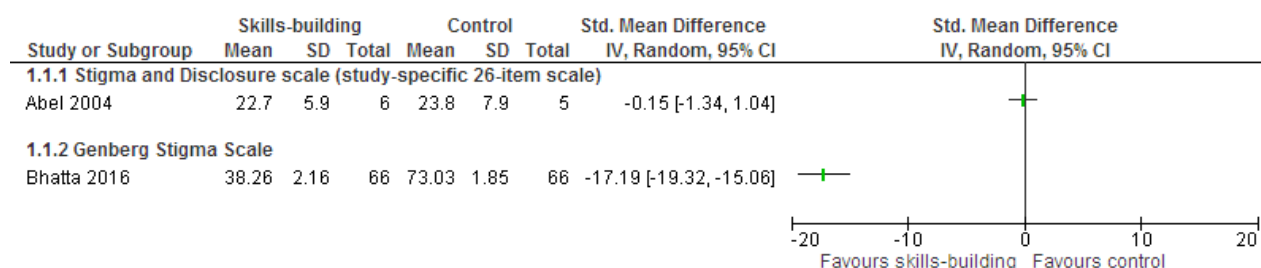 Skills-building Control Std. Mean Difference Std. Mean Difference
Study or Subgroup Mean SD Total Mean SD Total IV, Random, 95% CI IV, Random, 95% CI
1.1.1 Stigma and Disclosure scale (study-specific 26-item scale)
Abel 2004 22.7 5.9 6 23.8 7.9 5 -0.15 [-1.34, 1.04]
1.1.2 Genberg Stigma Scale
Bhatta 2016 38.26 2.16 66 73.03 1.85 66 -17.19 [-19.32, -15.06]
-20 -10 0 10 20
Favours skills-building Favours control